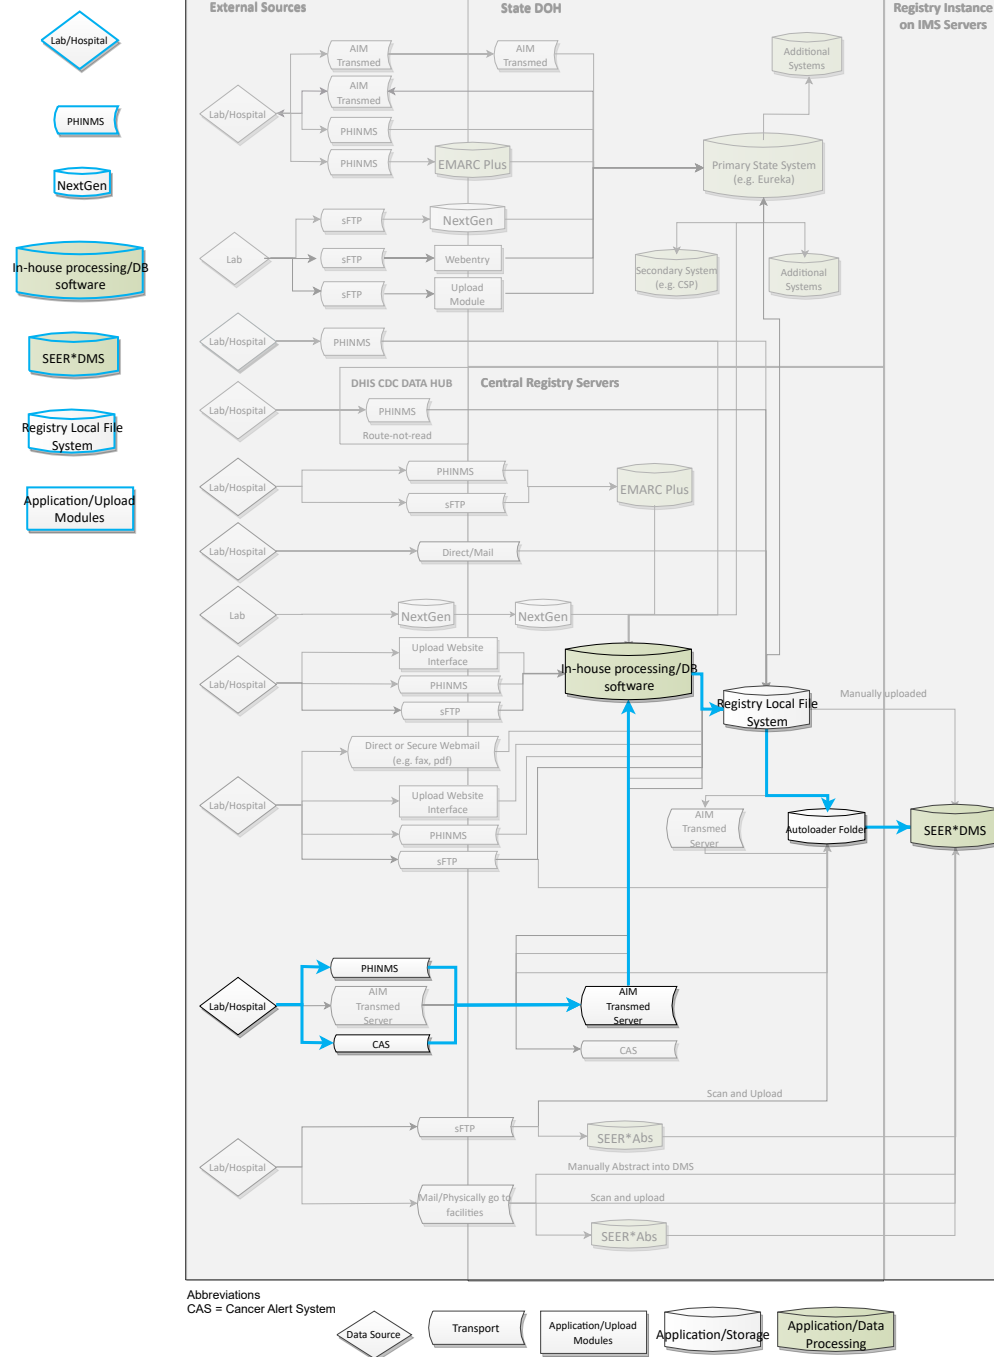 External Sources
State DOH
Registry Instance
on IMS Servers
Lab/Hospital
PHINMS
NextGen
In-house processing/DB
software
SEER*DMS
Registry Local File
System
Application/Upload
Modules
Lab/Hospital
AIM
Transmed
AIM
Transmed
AIM
Transmed
PHINMS
PHINMS
EMARC Plus
Additional
Systems
Primary State System
(e.g. Eureka)
Lab
sFTP
NextGen
sFTP
Webentry
sFTP
Upload
Module
Secondary System
(e.g. CSP)
Additional
Systems
Lab/Hospital
PHINMS
DHIS CDC DATA HUB
Central Registry Servers
Lab/Hospital
PHINMS
Route-not-read
Lab/Hospital
PHINMS
sFTP
EMARC Plus
Lab/Hospital
Direct/Mail
Lab
NextGen
NextGen
Lab/Hospital
Upload Website
Interface
PHINMS
sFTP
In-house processing/DB
software
Registry Local File
System
Manually uploaded
Lab/Hospital
Direct or Secure Webmail
(e.g. fax, pdf)
Upload Website
Interface
PHINMS
sFTP
AIM
Transmed
Server
Autoloader Folder
SEER*DMS
Lab/Hospital
PHINMS
AIM
Transmed
Server
CAS
AIM
Transmed
Server
CAS
Scan and Upload
Lab/Hospital
sFTP
SEER*Abs
Manually Abstract into DMS
Mail/Physically go to
facilities
Scan and upload
SEER*Abs
Abbreviations
CAS = Cancer Alert System
Data Source
Transport
Application/Upload
Modules
Application/Storage
Application/Data
Processing